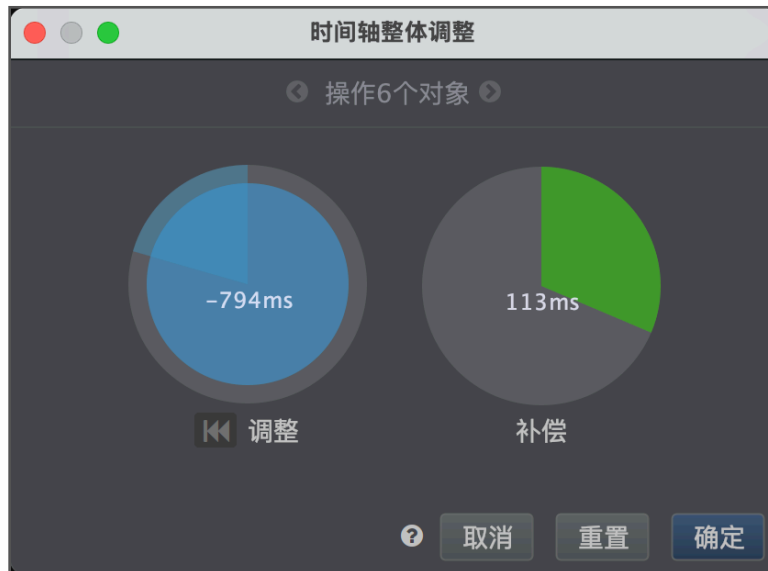 时间轴整体调整
操作6个对象
-794ms
113ms
调整
补偿
?
取消
重置
确定